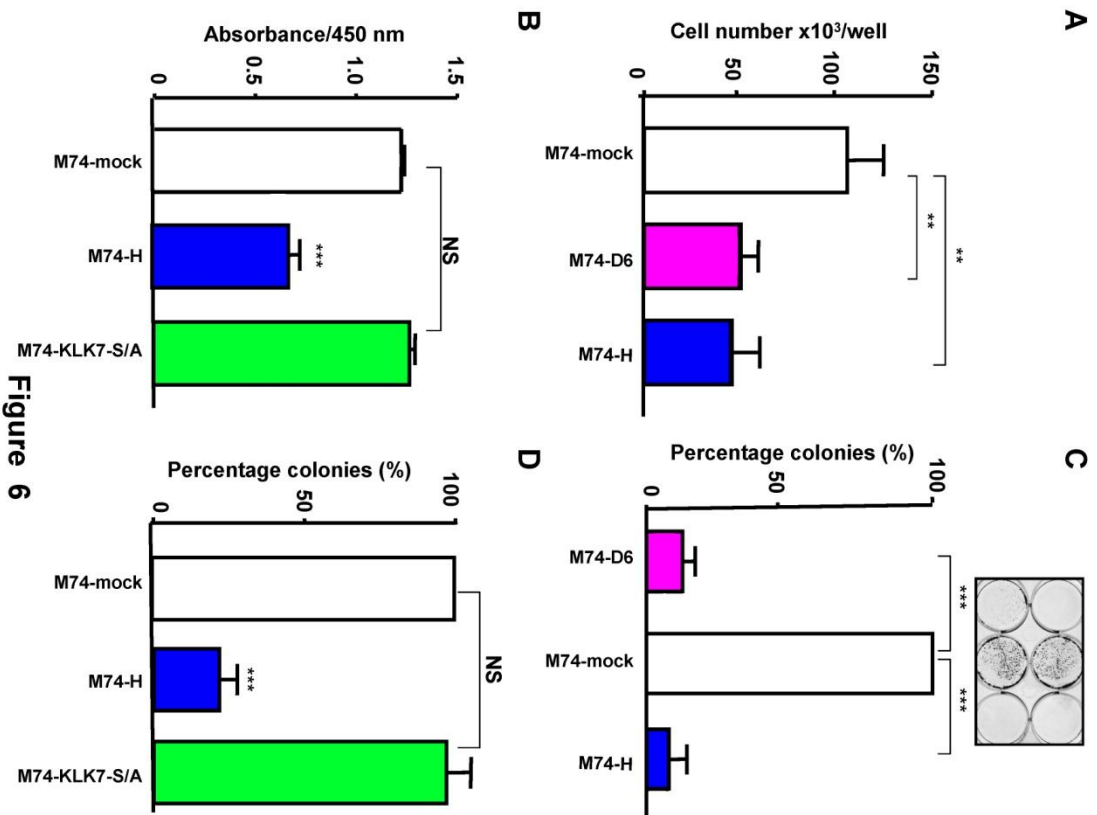 A
Cell number x10³/well
150
100
50
0
**
**
M74-mock
M74-D6
M74-H
B
Absorbance/450 nm
1.5
1.0
0.5
0
NS
***
M74-mock
M74-H
M74-KLK7-S/A
C
Percentage colonies (%)
100
50
0
***
***
M74-D6
M74-mock
M74-H
D
Percentage colonies (%)
100
50
0
NS
***
M74-mock
M74-H
M74-KLK7-S/A
Figure 6